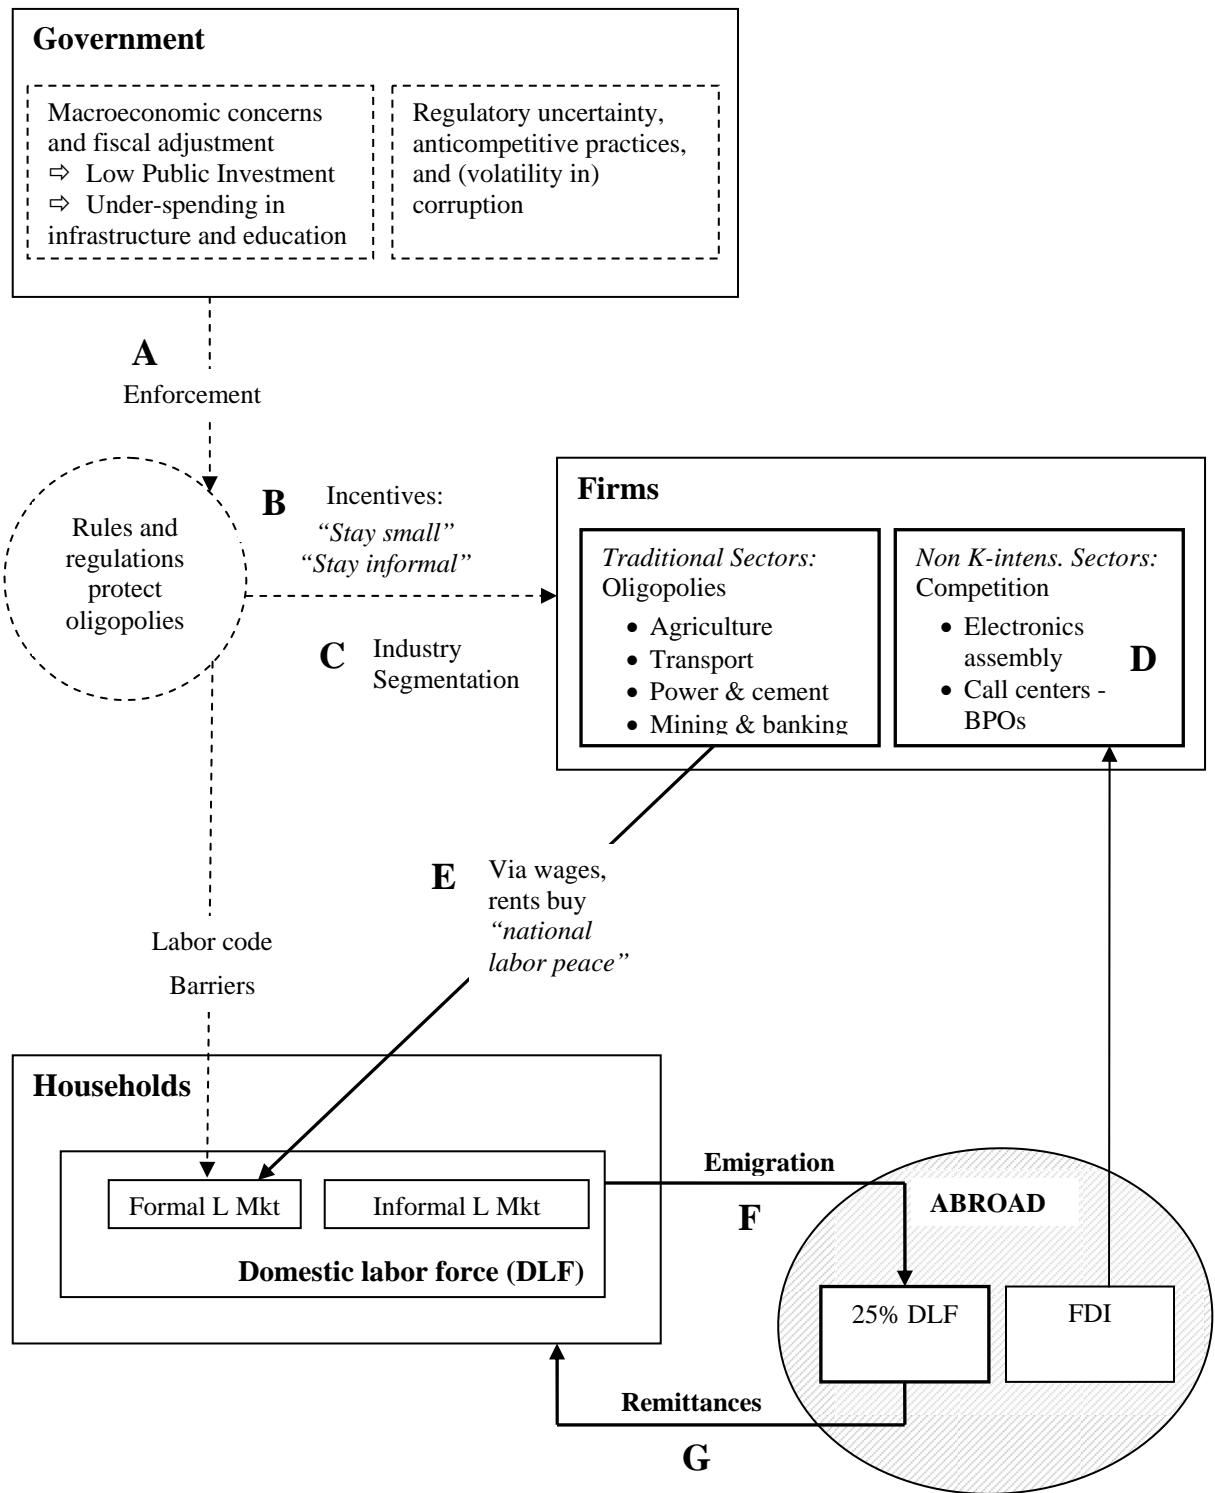 Government
Macroeconomic concerns
and fiscal adjustment
⇨ Low Public Investment
⇨ Under-spending in
infrastructure and education
Regulatory uncertainty,
anticompetitive practices,
and (volatility in)
corruption
A
Enforcement
Rules and
regulations
protect
oligopolies
B
Incentives:
“Stay small”
“Stay informal”
C
Industry
Segmentation
Firms
Traditional Sectors:
Oligopolies
• Agriculture
• Transport
• Power & cement
• Mining & banking
Non K-intens. Sectors:
Competition
• Electronics
assembly
• Call centers -
BPOs
D
E
Via wages,
rents buy
“national
labor peace”
Labor code
Barriers
Households
Formal L Mkt
Informal L Mkt
Domestic labor force (DLF)
Emigration
F
ABROAD
25% DLF
FDI
Remittances
G